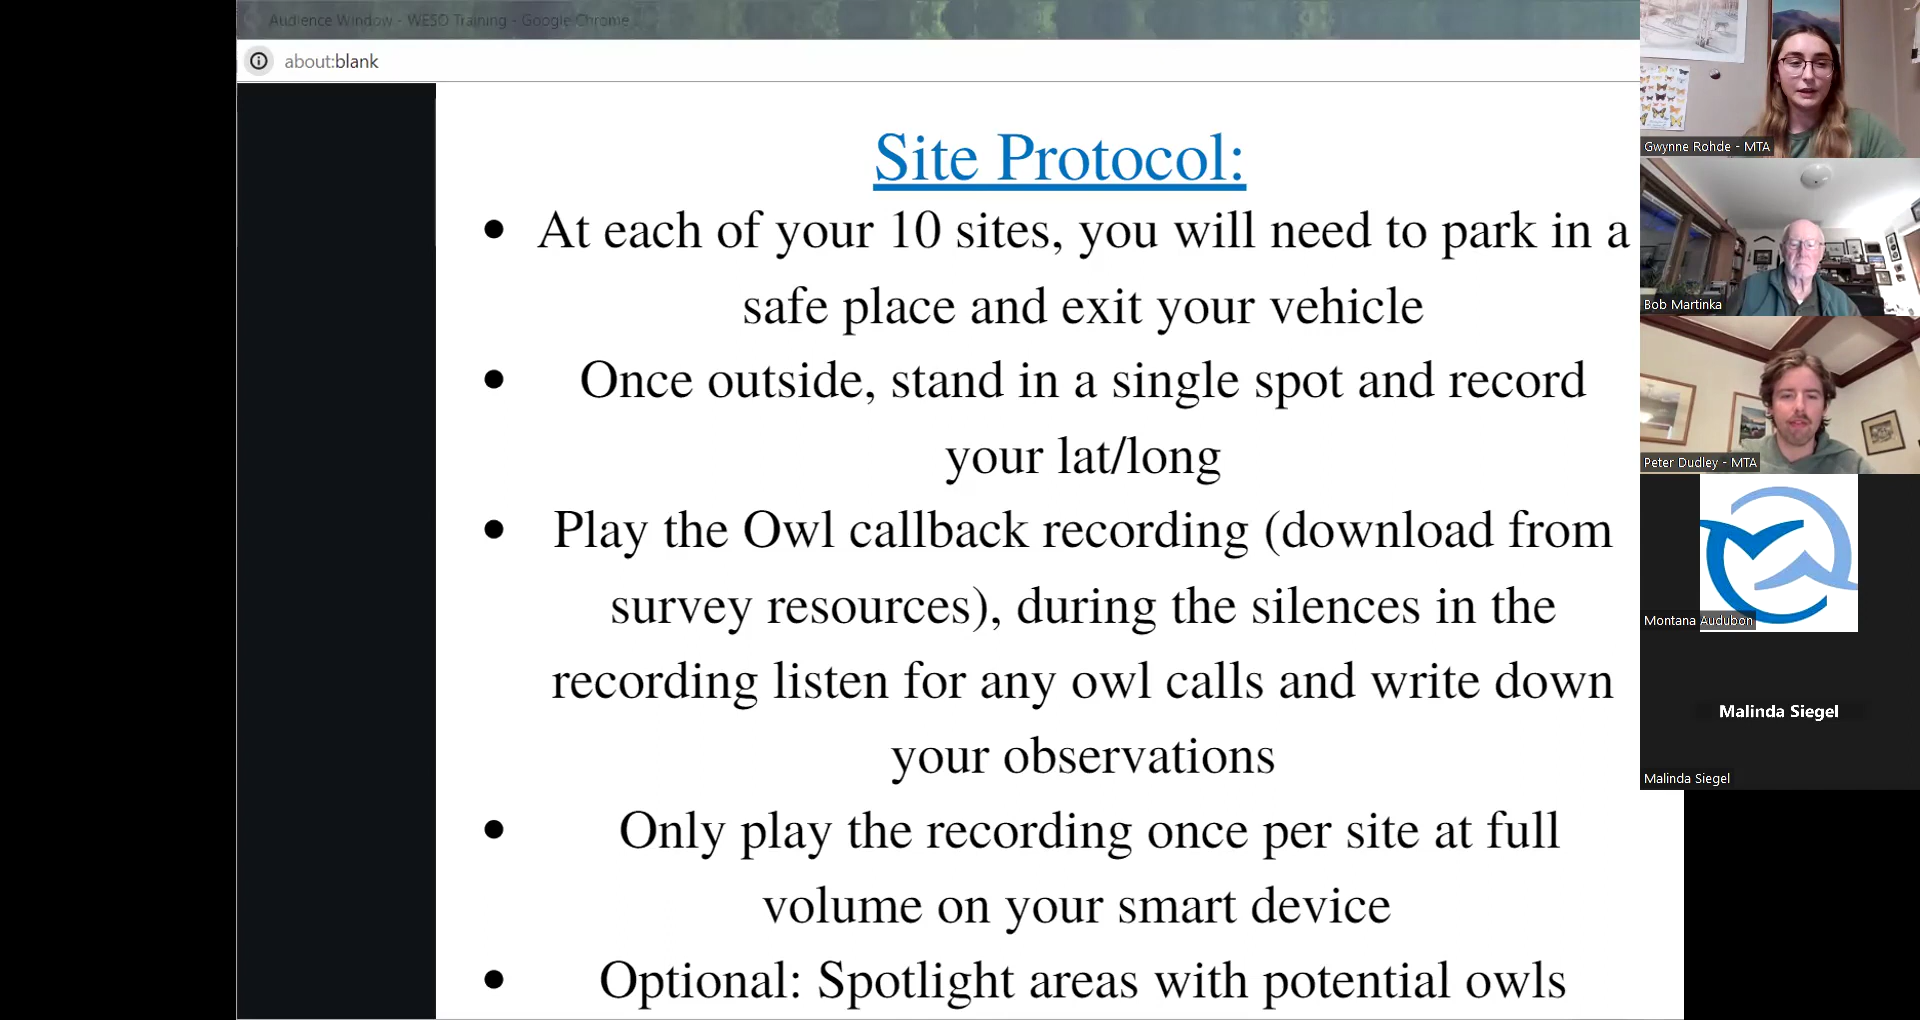 Audience Window - WESO Training - Google Chrome
about:blank
Site Protocol:
• At each of your 10 sites, you will need to park in a
safe place and exit your vehicle
• Once outside, stand in a single spot and record
your lat/long
• Play the Owl callback recording (download from
survey resources), during the silences in the
recording listen for any owl calls and write down
your observations
• Only play the recording once per site at full
volume on your smart device
• Optional: Spotlight areas with potential owls
Gwynne Rohde - MTA
Bob Martinka
Peter Dudley - MTA
Montana Audubon
Malinda Siegel
Malinda Siegel